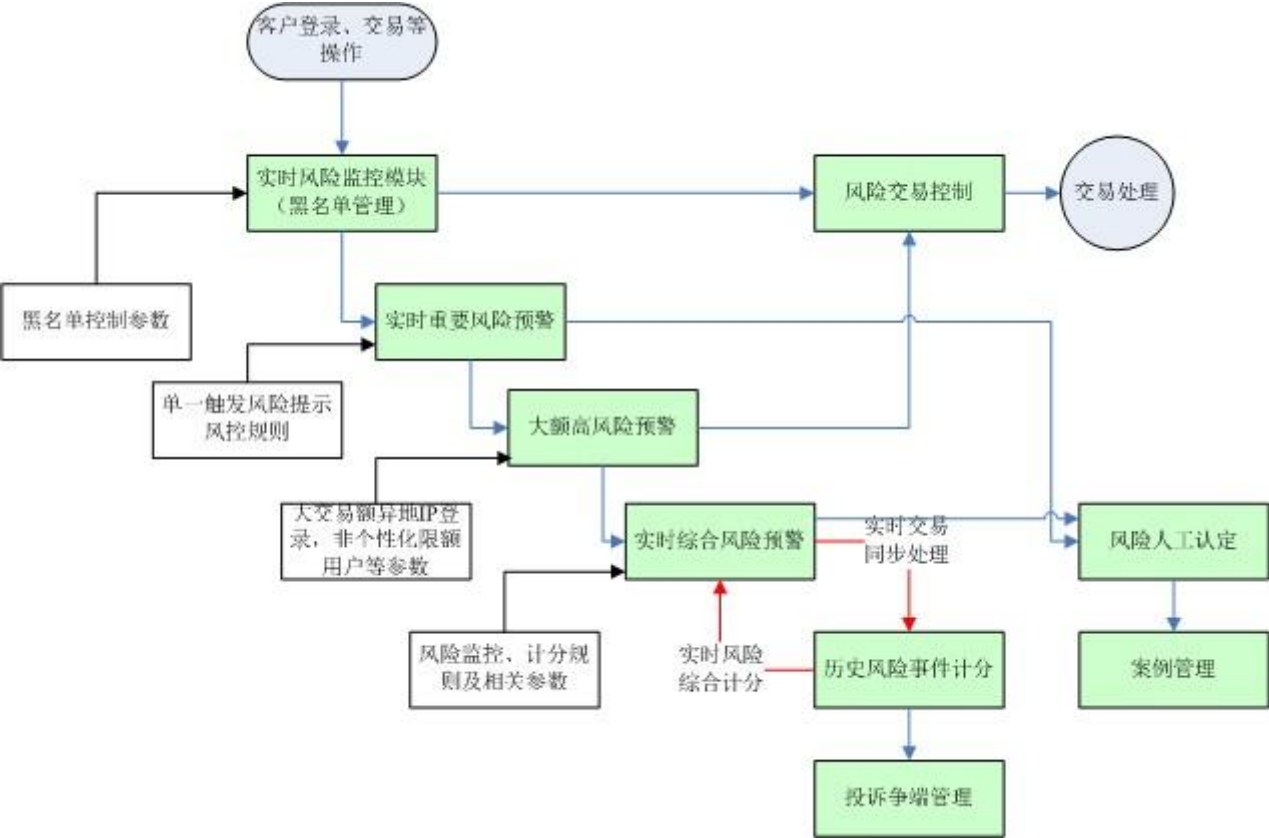 客户登录、交易等
操作
实时风险监控模块
（黑名单管理）
风险交易控制
交易处理
黑名单控制参数
实时重要风险预警
单一触发风险提示
风控规则
大额高风险预警
大交易额异地IP登
录，非个性化限额
用户等参数
实时综合风险预警
实时交易
同步处理
风险人工认定
风险监控、计分规
则及相关参数
实时风险
综合计分
历史风险事件计分
案例管理
投诉争端管理